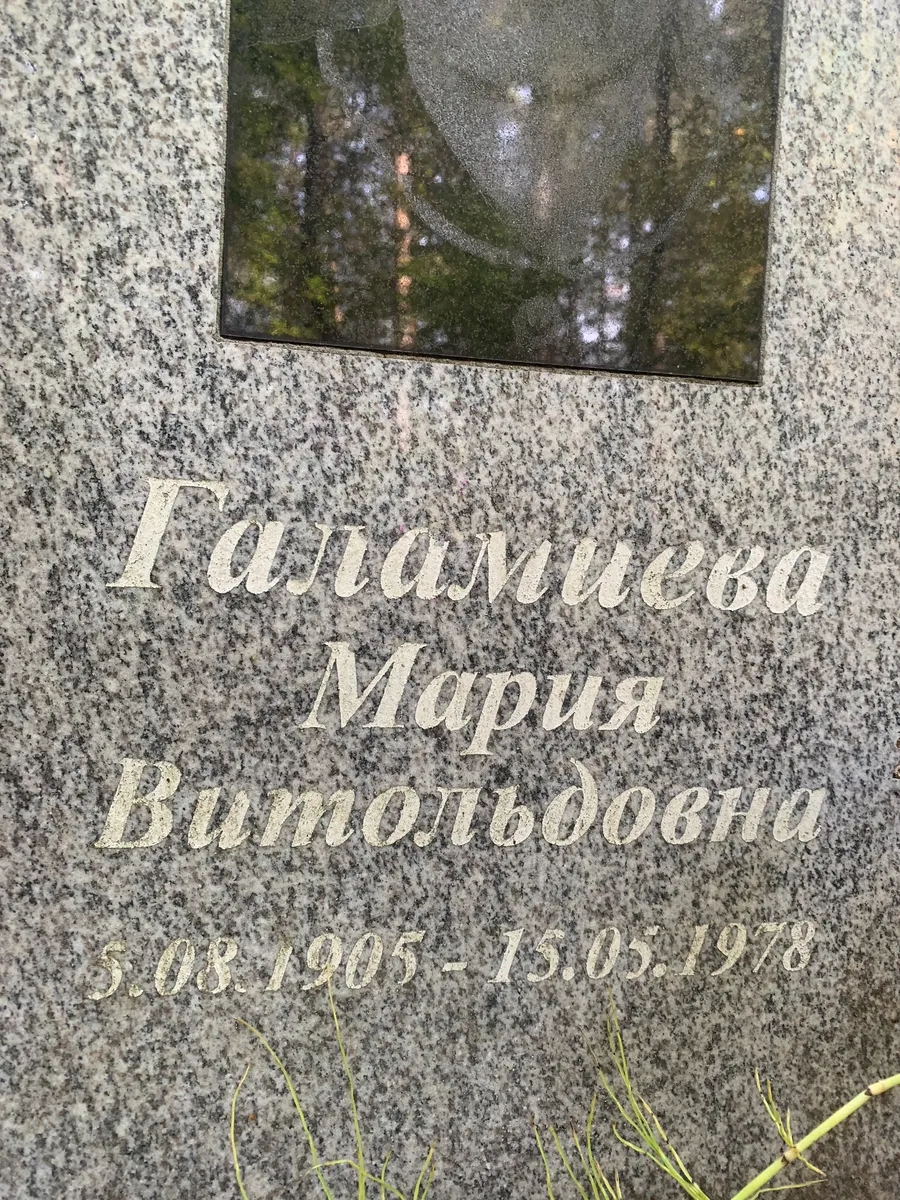 Галамиева
Мария
Витольдовна
5.08.1905 - 15.05.1978